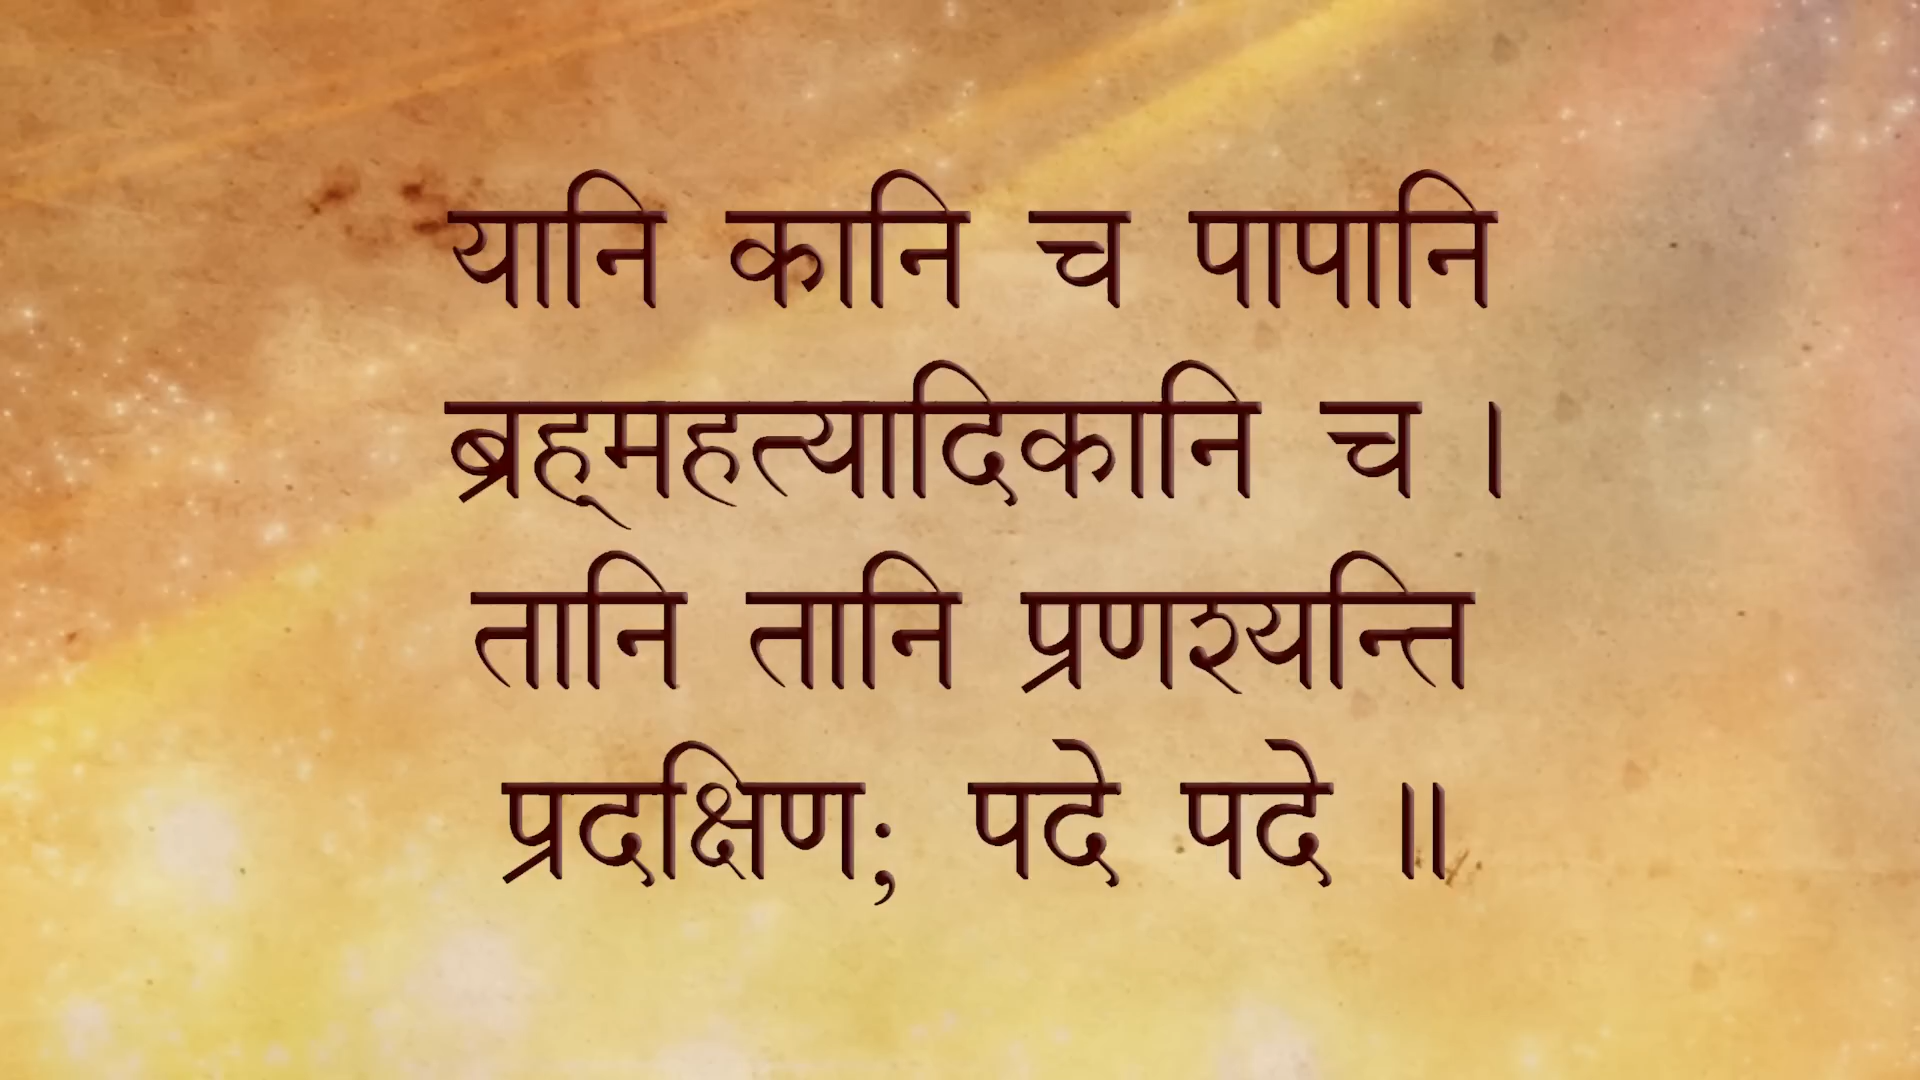 यानि कानि च पापानि
ब्रह्महत्यादिकानि च ।
तानि तानि प्रणश्यन्ति
प्रदक्षिण; पदे पदे ॥